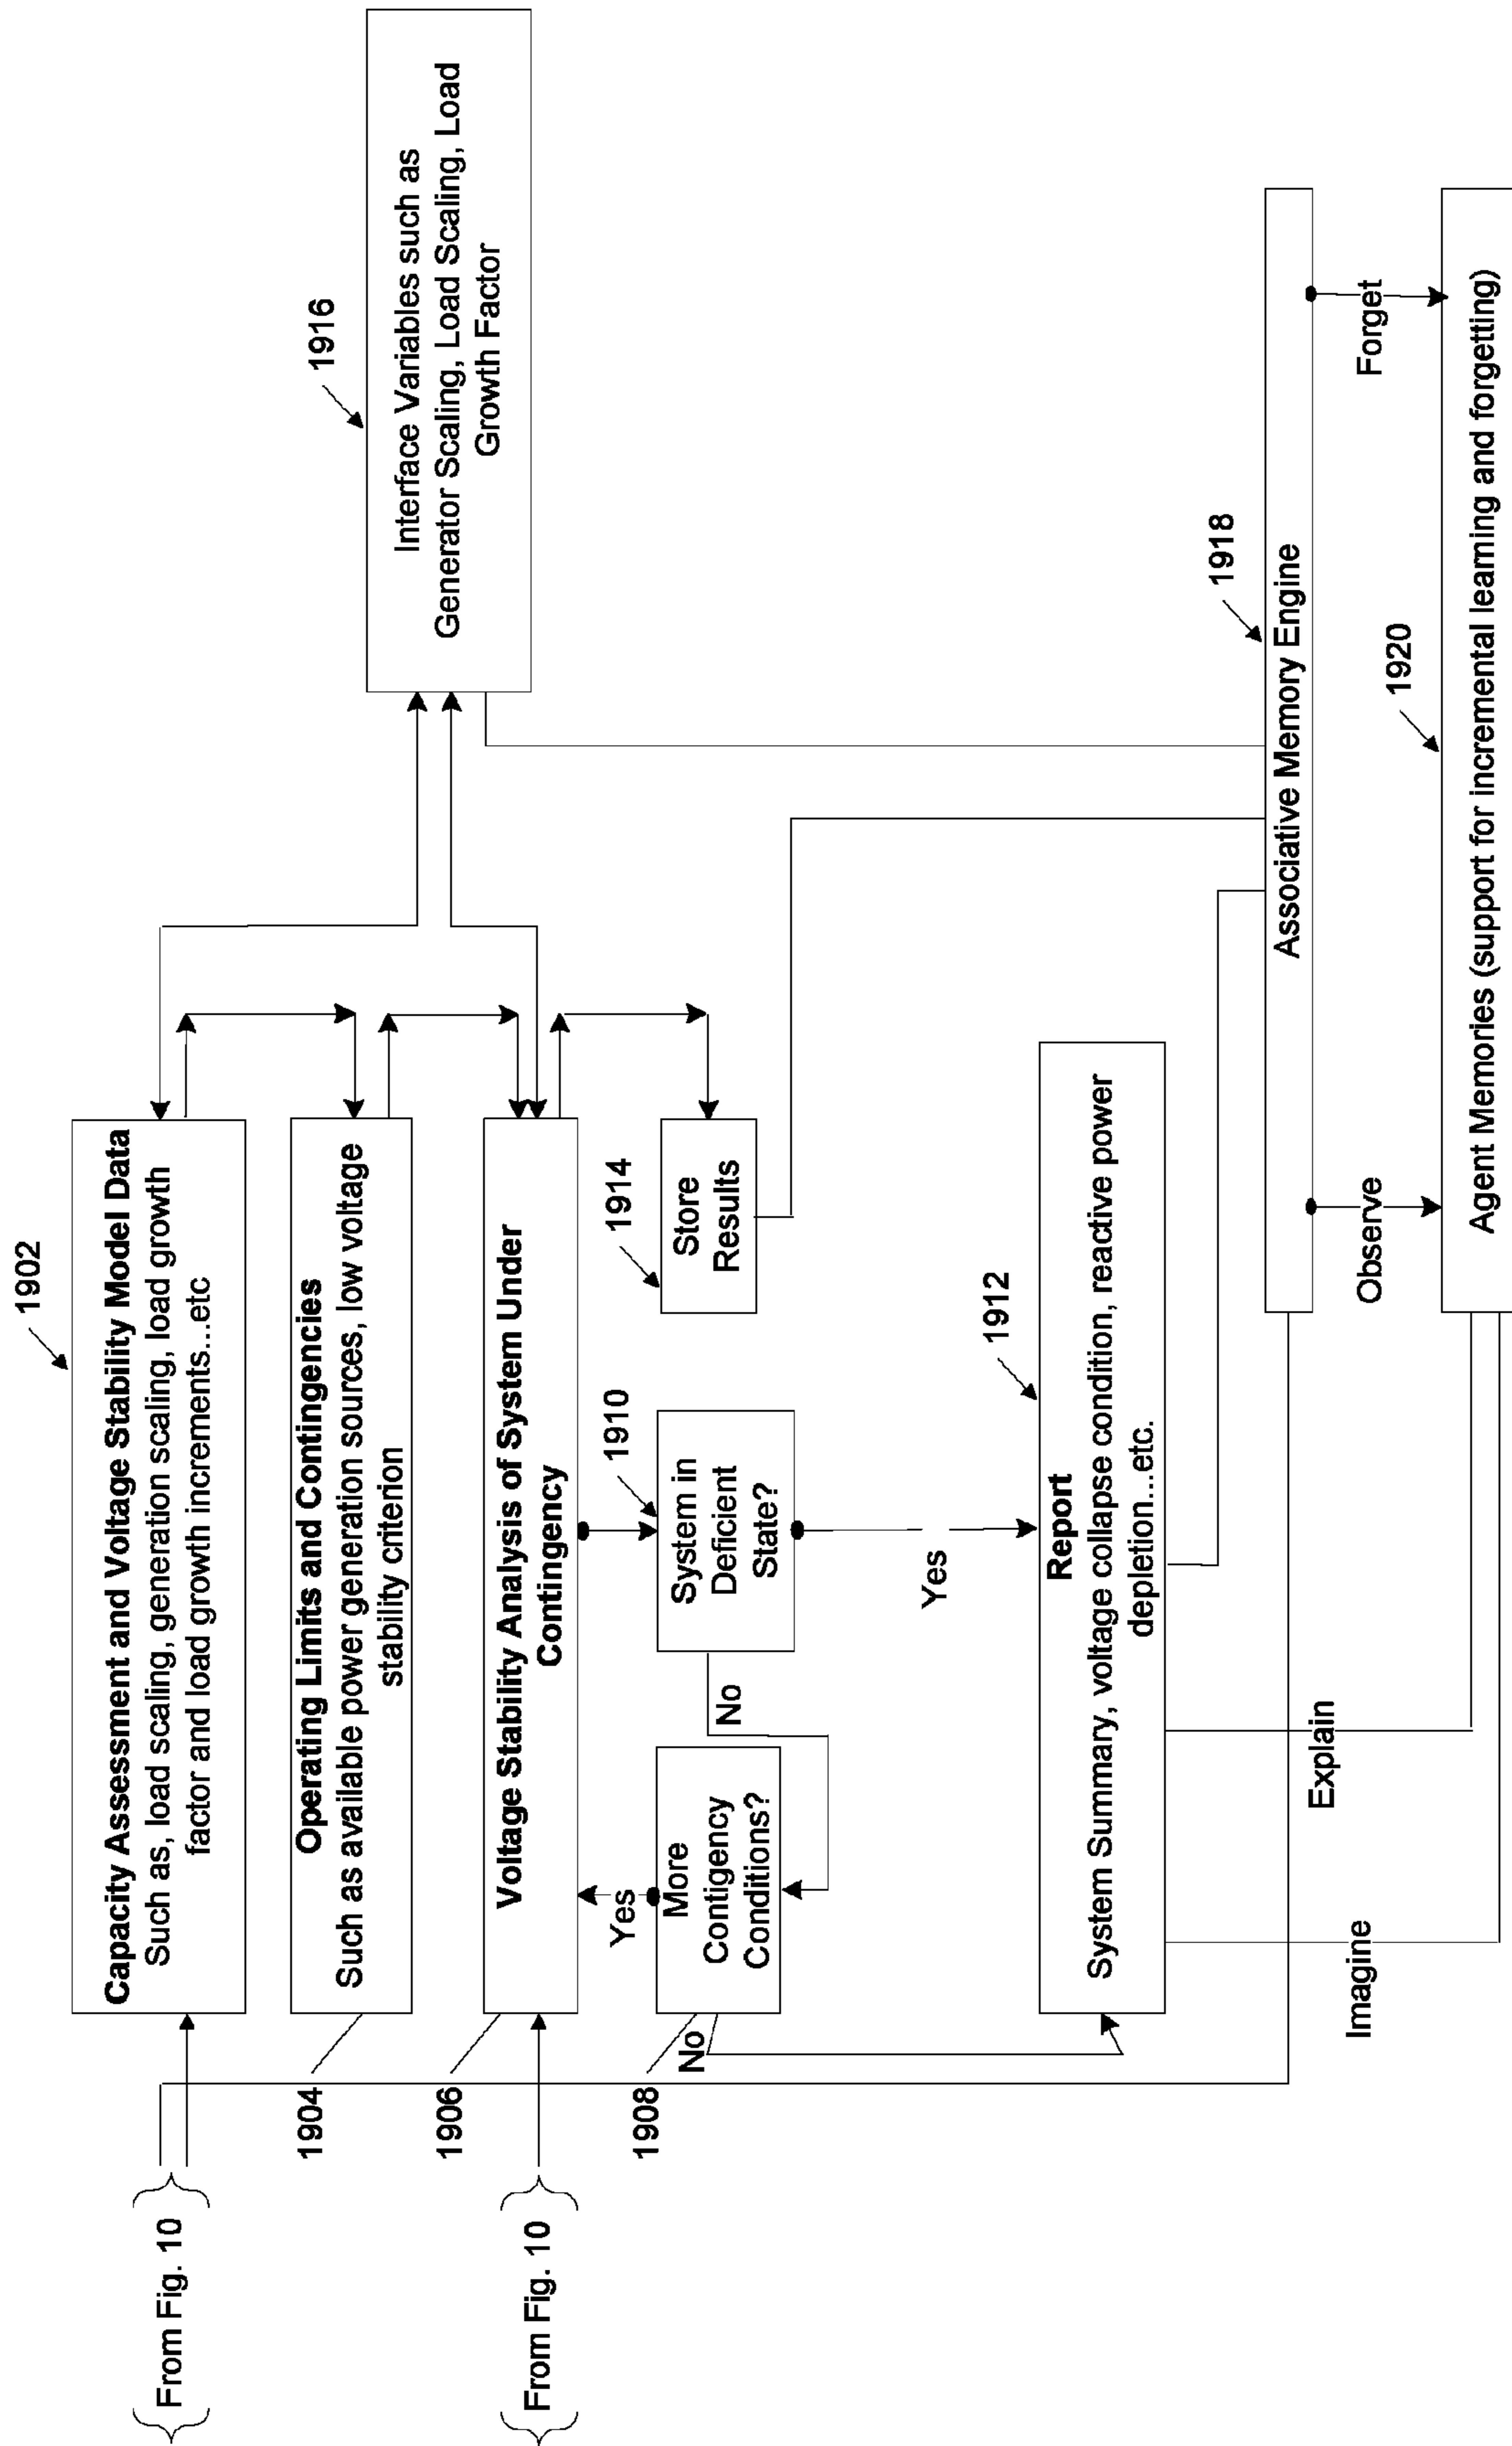 1902
Capacity Assessment and Voltage Stability Model Data
Such as, load scaling, generation scaling, load growth
factor and load growth increments...etc
From Fig. 10
1904
Operating Limits and Contingencies
Such as available power generation sources, low voltage
stability criterion
1916
Interface Variables such as
Generator Scaling, Load Scaling, Load
Growth Factor
1906
Voltage Stability Analysis of System Under
Contingency
From Fig. 10
Yes
1908
More
Contigency
Conditions?
No
No
1910
System in
Deficient
State?
1914
Store
Results
Yes
1912
Report
System Summary, voltage collapse condition, reactive power
depletion...etc.
1918
Associative Memory Engine
Imagine
Explain
Observe
Forget
1920
Agent Memories (support for incremental learning and forgetting)